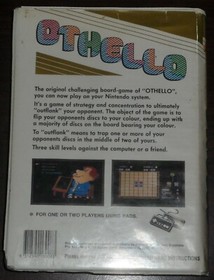 OTHELLO
The original challenging board-game of "OTHELLO",
you can now play on your Nintendo system.
It's a game of strategy and concentration to ultimately
"outflank" your opponent. The object of the game is to
flip your opponents discs to your colour, ending up with
a majority of discs on the board bearing your colour.
To "outflank" means to trap one or more of your
opponents discs in the middle of two of yours.
Three skill levels against the computer or a friend.
FOR ONE OR TWO PLAYERS USING
INSTRUCTIONS